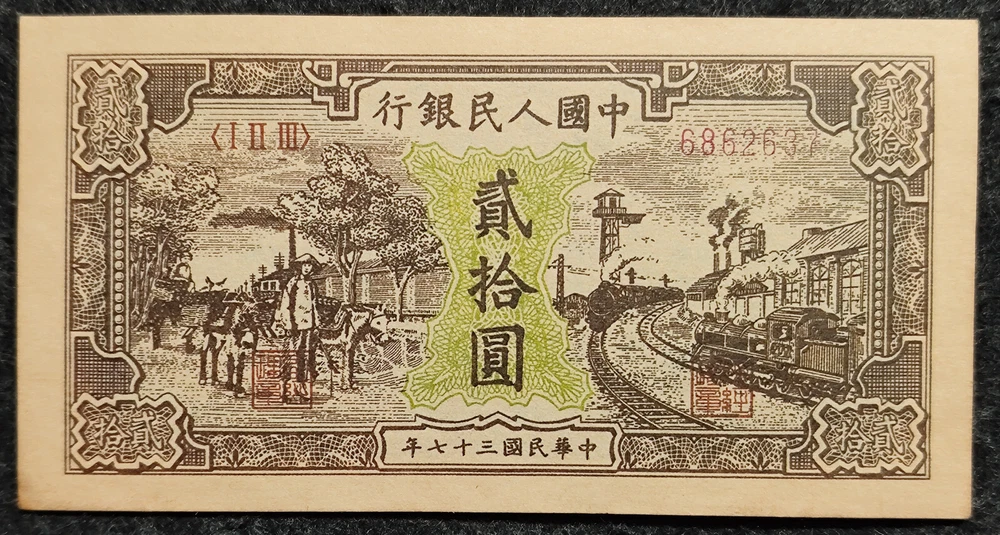 貳拾
中國人民銀行
貳拾
〈I II III〉
6862637
貳拾圓
貳拾
中華民國三十七年
貳拾